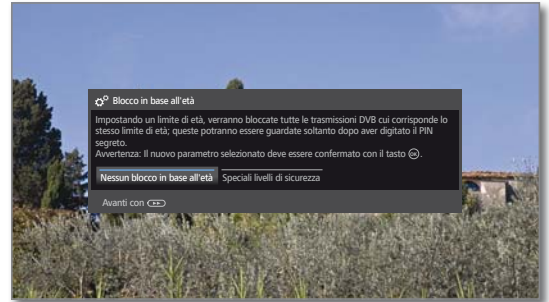 Blocco in base all'età
Impostando un limite di età, verranno bloccate tutte le trasmissioni DVB cui corrisponde lo
stesso limite di età; queste potranno essere guardate soltanto dopo aver digitato il PIN
segreto.
Avvertenza: Il nuovo parametro selezionato deve essere confermato con il tasto OK.
Nessun blocco in base all'età Speciali livelli di sicurezza
Avanti con